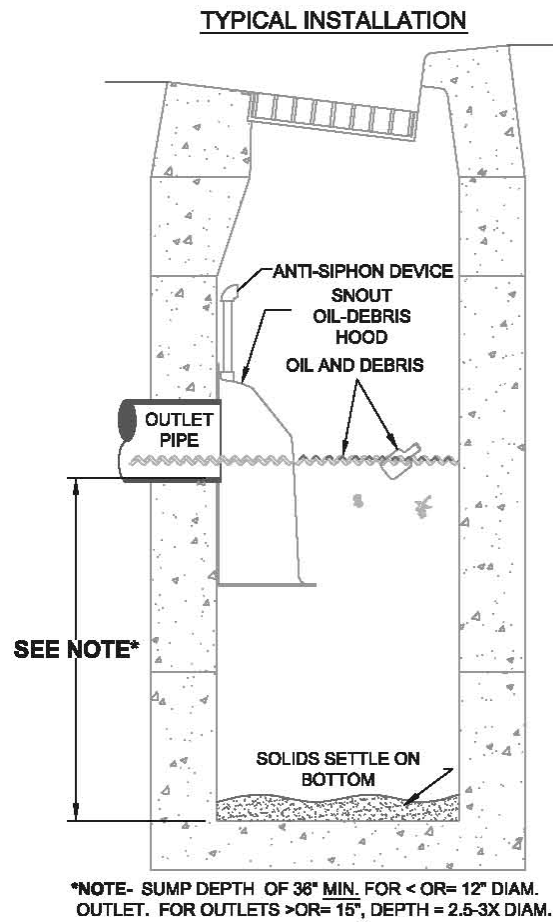 TYPICAL INSTALLATION
ANTI-SIPHON DEVICE
SNOUT
OIL-DEBRIS
HOOD
OIL AND DEBRIS
OUTLET
PIPE
SEE NOTE*
SOLIDS SETTLE ON
BOTTOM
*NOTE- SUMP DEPTH OF 36" MIN. FOR < OR= 12" DIAM.
OUTLET. FOR OUTLETS >OR= 15", DEPTH = 2.5-3X DIAM.